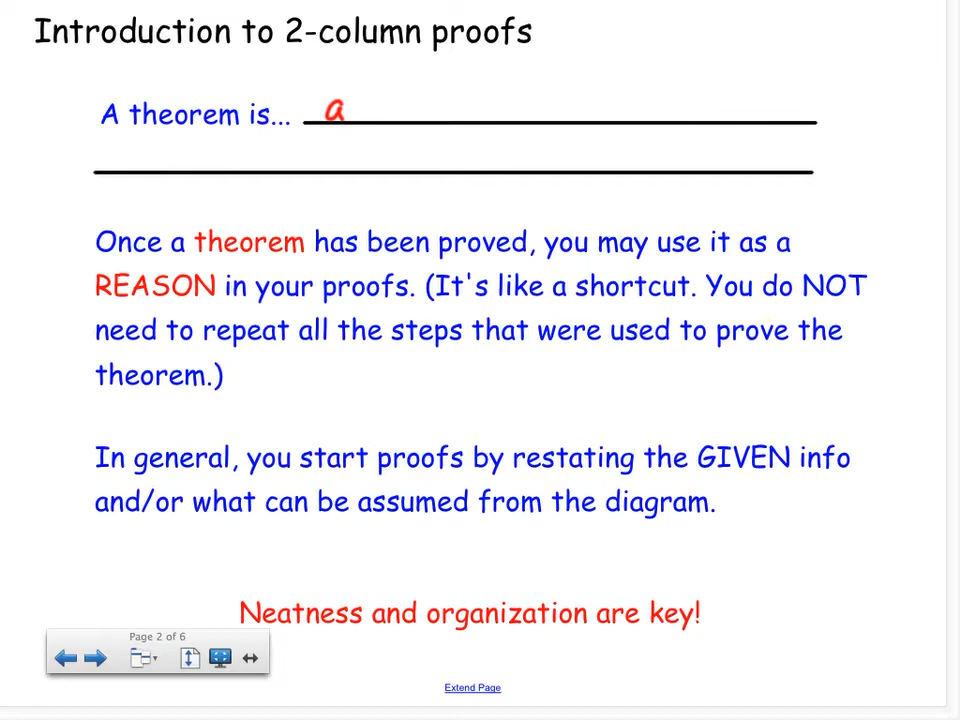 Introduction to 2-column proofs
A theorem is... a
Once a theorem has been proved, you may use it as a
REASON in your proofs. (It's like a shortcut. You do NOT
need to repeat all the steps that were used to prove the
theorem.)
In general, you start proofs by restating the GIVEN info
and/or what can be assumed from the diagram.
Neatness and organization are key!
Page 2 of 6
Extend Page